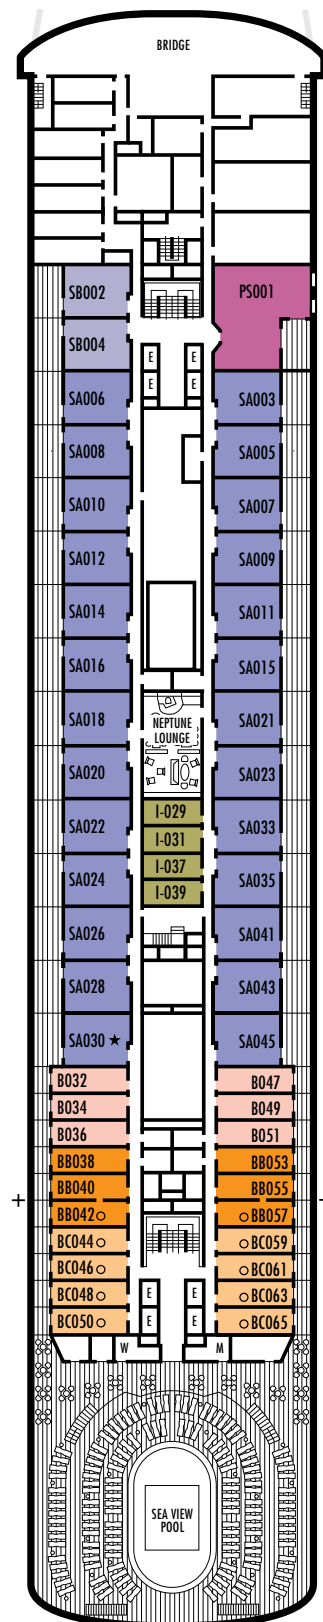 BRIDGE
SB002 PS001
SB004
E E
E E
SA006 SA003
SA008 SA005
SA010 SA007
SA012 SA009
SA014 SA011
SA016 SA015
SA018 NEPTUNE SA021
LOUNGE
SA020 SA023
SA022 I-029 SA033
I-031
SA024 I-037 SA035
I-039
SA026 SA041
SA028 SA043
SA030 ★ SA045
B032 B047
B034 B049
B036 B051
BB038 BB053
BB040 BB055
BB042 BB057
BC044 BC059
BC046 BC061
BC048 E E BC063
BC050 E E BC065
W M
SEA VIEW
POOL